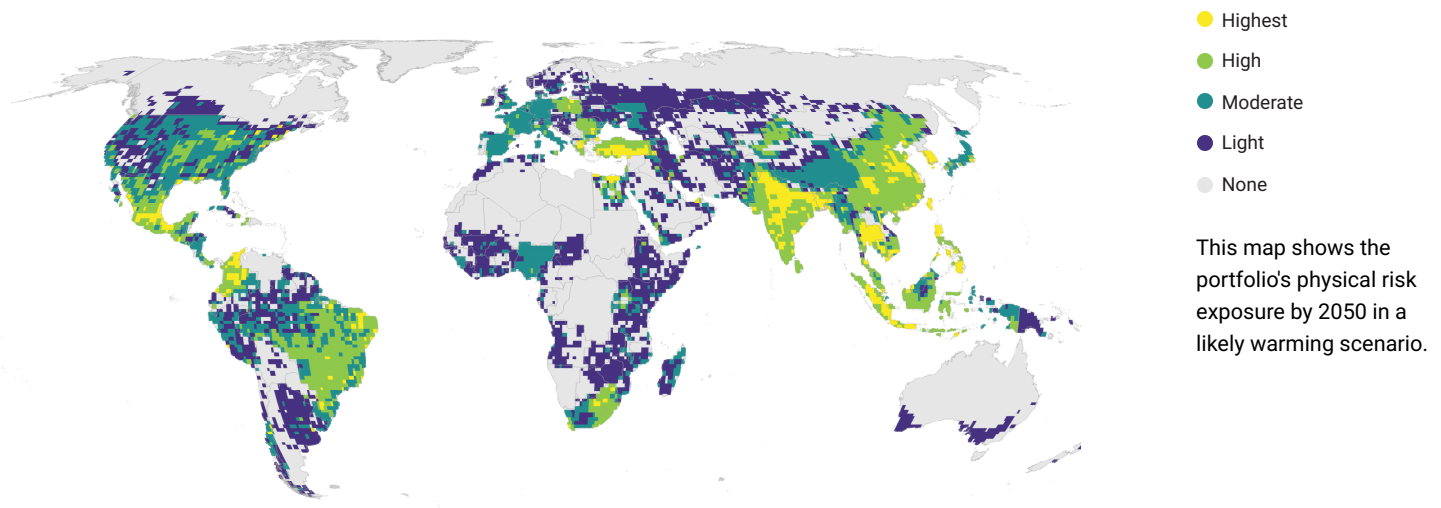 Highest
High
Moderate
Light
None
This map shows the
portfolio's physical risk
exposure by 2050 in a
likely warming scenario.